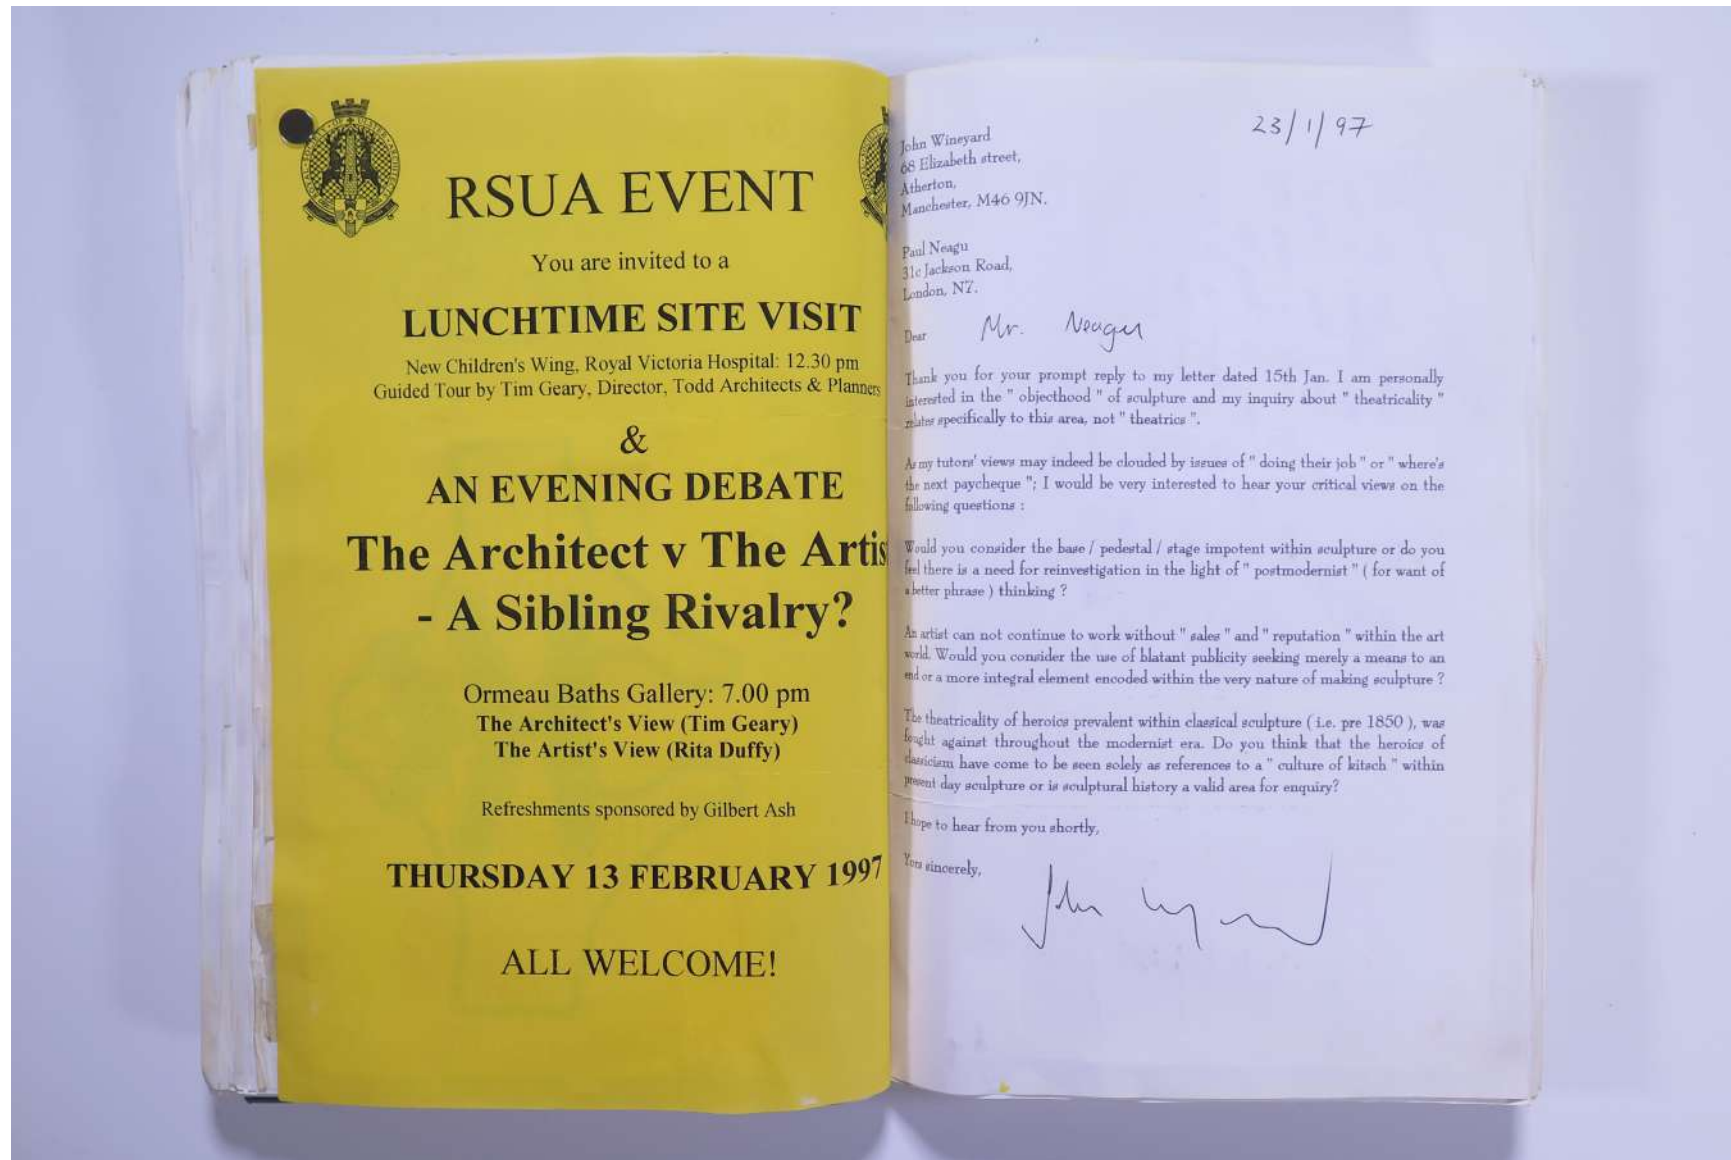 RSUA EVENT
You are invited to a
LUNCHTIME SITE VISIT
New Children's Wing, Royal Victoria Hospital: 12.30 pm
Guided Tour by Tim Geary, Director, Todd Architects & Planners
&
AN EVENING DEBATE
The Architect v The Artis
- A Sibling Rivalry?
Ormeau Baths Gallery: 7.00 pm
The Architect's View (Tim Geary)
The Artist's View (Rita Duffy)
Refreshments sponsored by Gilbert Ash
THURSDAY 13 FEBRUARY 1997
ALL WELCOME!
23/1/97
John Wineyard
68 Elizabeth street,
Atherton,
Manchester, M46 9JN.
Paul Neagu
31c Jackson Road,
London, N7.
Dear Mr. Neagu
Thank you for your prompt reply to my letter dated 15th Jan. I am personally
interested in the " objecthood " of sculpture and my inquiry about " theatricality "
relates specifically to this area, not " theatrics ".
As my tutors' views may indeed be clouded by issues of " doing their job " or " where's
the next paycheque "; I would be very interested to hear your critical views on the
following questions :
Would you consider the base / pedestal / stage impotent within sculpture or do you
feel there is a need for reinvestigation in the light of " postmodernist " ( for want of
a better phrase ) thinking ?
An artist can not continue to work without " sales " and " reputation " within the art
world. Would you consider the use of blatant publicity seeking merely a means to an
end or a more integral element encoded within the very nature of making sculpture ?
The theatricality of heroics prevalent within classical sculpture ( i.e. pre 1850 ), was
fought against throughout the modernist era. Do you think that the heroics of
classicism have come to be seen solely as references to a " culture of kitsch " within
present day sculpture or is sculptural history a valid area for enquiry?
I hope to hear from you shortly,
Yors sincerely,
John Wineyard